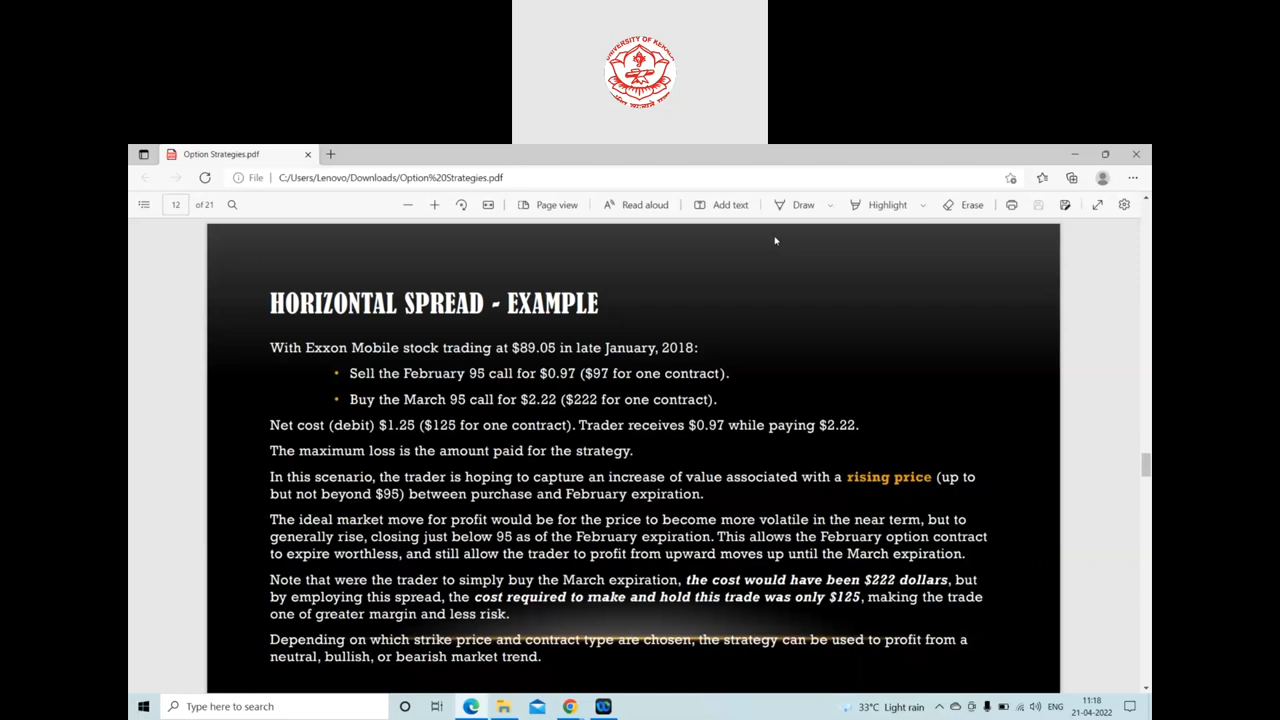 UNIVERSITY OF KERALA
Option Strategies.pdf
File
C:/Users/Lenovo/Downloads/Option%20Strategies.pdf
12 of 21
Page view
Read aloud
Add text
Draw
Highlight
Erase
HORIZONTAL SPREAD - EXAMPLE
With Exxon Mobile stock trading at $89.05 in late January, 2018:
• Sell the February 95 call for $0.97 ($97 for one contract).
• Buy the March 95 call for $2.22 ($222 for one contract).
Net cost (debit) $1.25 ($125 for one contract). Trader receives $0.97 while paying $2.22.
The maximum loss is the amount paid for the strategy.
In this scenario, the trader is hoping to capture an increase of value associated with a rising price (up to
but not beyond $95) between purchase and February expiration.
The ideal market move for profit would be for the price to become more volatile in the near term, but to
generally rise, closing just below 95 as of the February expiration. This allows the February option contract
to expire worthless, and still allow the trader to profit from upward moves up until the March expiration.
Note that were the trader to simply buy the March expiration, the cost would have been $222 dollars, but
by employing this spread, the cost required to make and hold this trade was only $125, making the trade
one of greater margin and less risk.
Depending on which strike price and contract type are chosen, the strategy can be used to profit from a
neutral, bullish, or bearish market trend.
Type here to search
33°C Light rain
ENG
11:18
21-04-2022